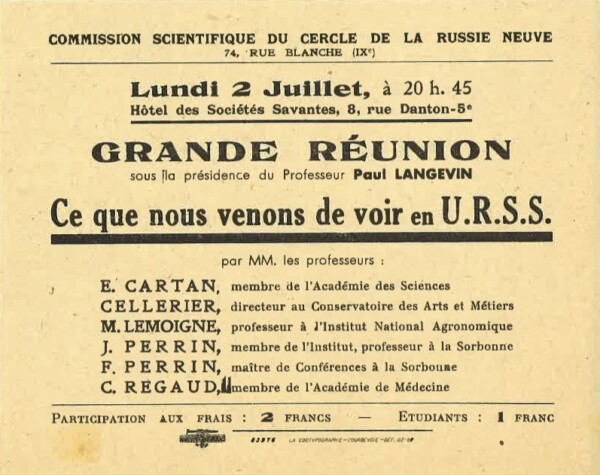 COMMISSION SCIENTIFIQUE DU CERCLE DE LA RUSSIE NEUVE
74, RUE BLANCHE (IXe)
Lundi 2 Juillet, à 20 h. 45
Hôtel des Sociétés Savantes, 8, rue Danton-5e
GRANDE RÉUNION
sous la présidence du Professeur Paul LANGEVIN
Ce que nous venons de voir en U.R.S.S.
par MM. les professeurs :
E. CARTAN, membre de l'Académie des Sciences
CELLERIER, directeur au Conservatoire des Arts et Métiers
M. LEMOIGNE, professeur à l'Institut National Agronomique
J. PERRIN, membre de l'Institut, professeur à la Sorbonne
F. PERRIN, maître de Conférences à la Sorbonne
C. REGAUD, membre de l'Académie de Médecine
PARTICIPATION AUX FRAIS : 2 FRANCS — ETUDIANTS : 1 FRANC